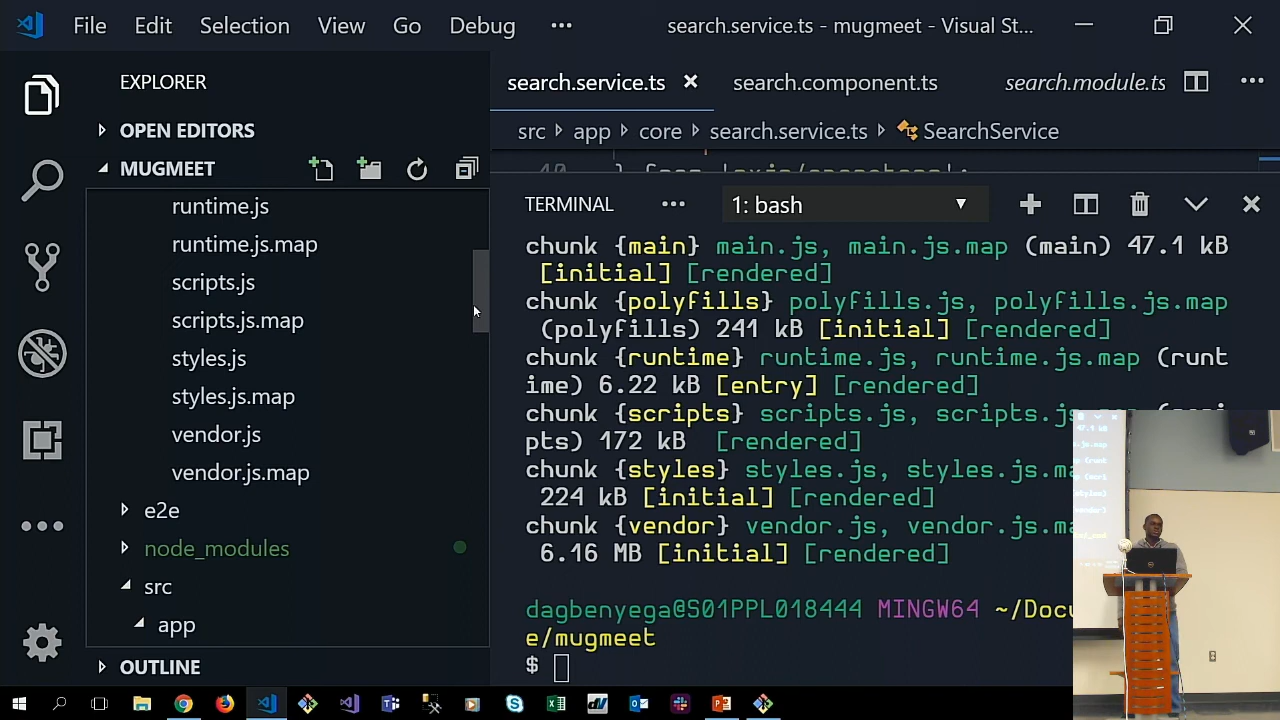 File Edit Selection View Go Debug ··· search.service.ts - mugmeet - Visual St...
EXPLORER
OPEN EDITORS
MUGMEET
runtime.js
runtime.js.map
scripts.js
scripts.js.map
styles.js
styles.js.map
vendor.js
vendor.js.map
e2e
node_modules
src
app
OUTLINE
search.service.ts search.component.ts search.module.ts
src app core search.service.ts SearchService
TERMINAL ··· 1: bash
chunk {main} main.js, main.js.map (main) 47.1 kB
[initial] [rendered]
chunk {polyfills} polyfills.js, polyfills.js.map
(polyfills) 241 kB [initial] [rendered]
chunk {runtime} runtime.js, runtime.js.map (runt
ime) 6.22 kB [entry] [rendered]
chunk {scripts} scripts.js, scripts.js
pts) 172 kB [rendered]
chunk {styles} styles.js, styles.js.ma
224 kB [initial] [rendered]
chunk {vendor} vendor.js, vendor.js.ma
6.16 MB [initial] [rendered]
dagbenyega@S01PPL018444 MINGW64 ~/Docu
e/mugmeet
$